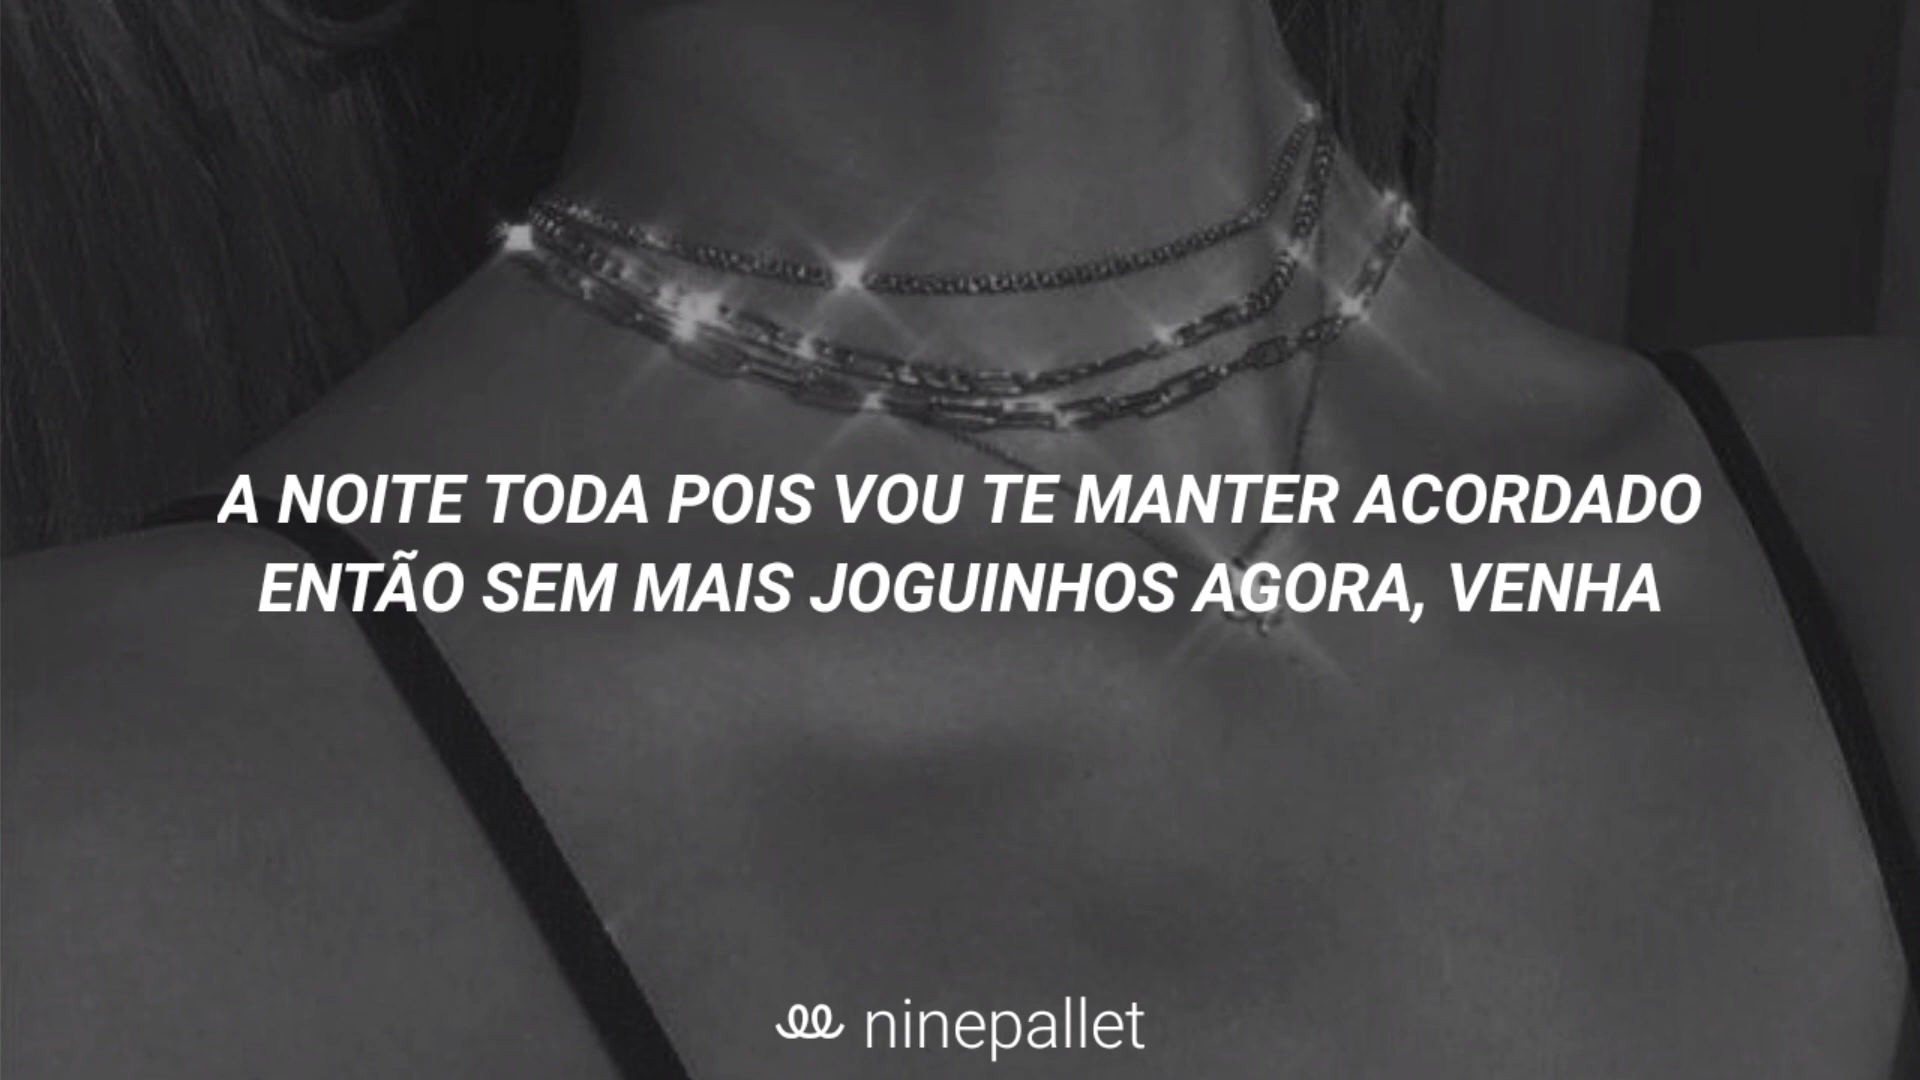 A NOITE TODA POIS VOU TE MANTER ACORDADO
ENTÃO SEM MAIS JOGUINHOS AGORA, VENHA
ninepallet